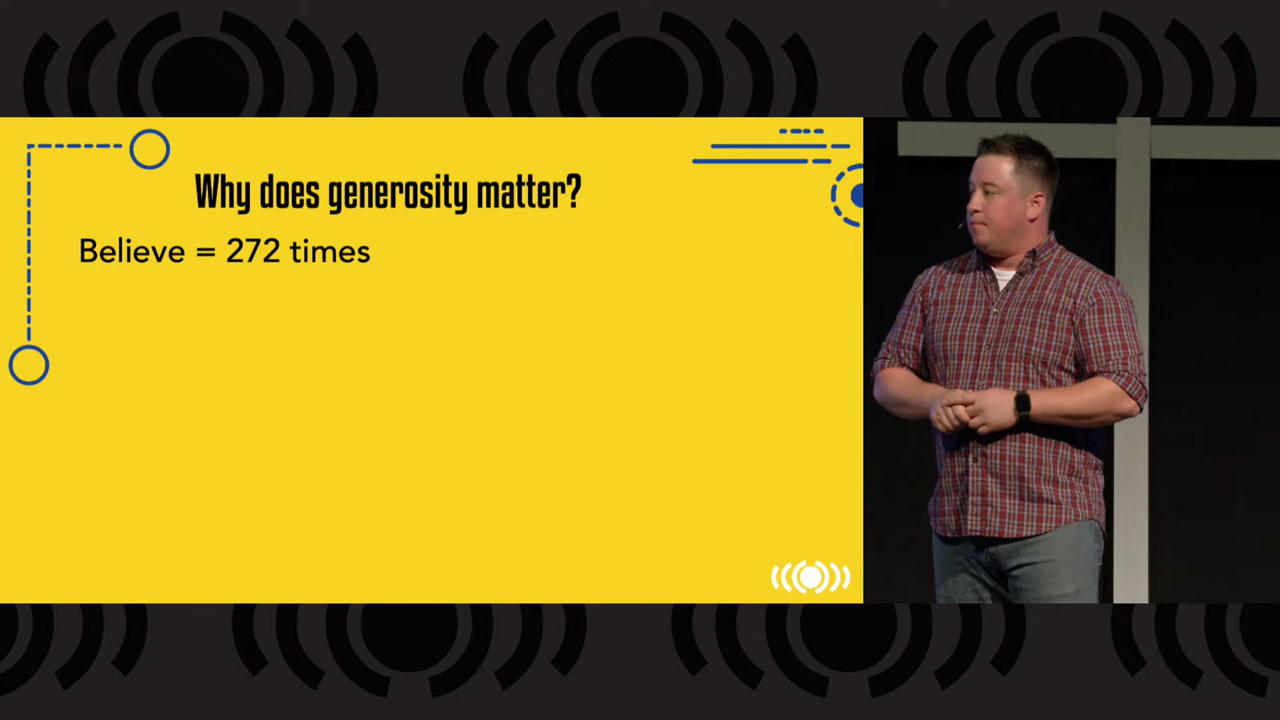 Why does generosity matter?
Believe = 272 times